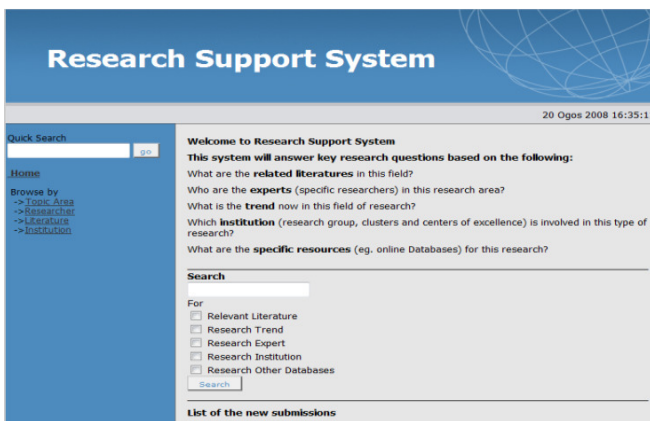 Research Support System
20 Ogos 2008 16:35:1
Quick Search
go
Home
Browse by
->Topic Area
->Researcher
->Literature
->Institution
Welcome to Research Support System
This system will answer key research questions based on the following:
What are the related literatures in this field?
Who are the experts (specific researchers) in this research area?
What is the trend now in this field of research?
Which institution (research group, clusters and centers of excellence) is involved in this type of
research?
What are the specific resources (eg. online Databases) for this research?
Search
For
Relevant Literature
Research Trend
Research Expert
Research Institution
Research Other Databases
Search
List of the new submissions